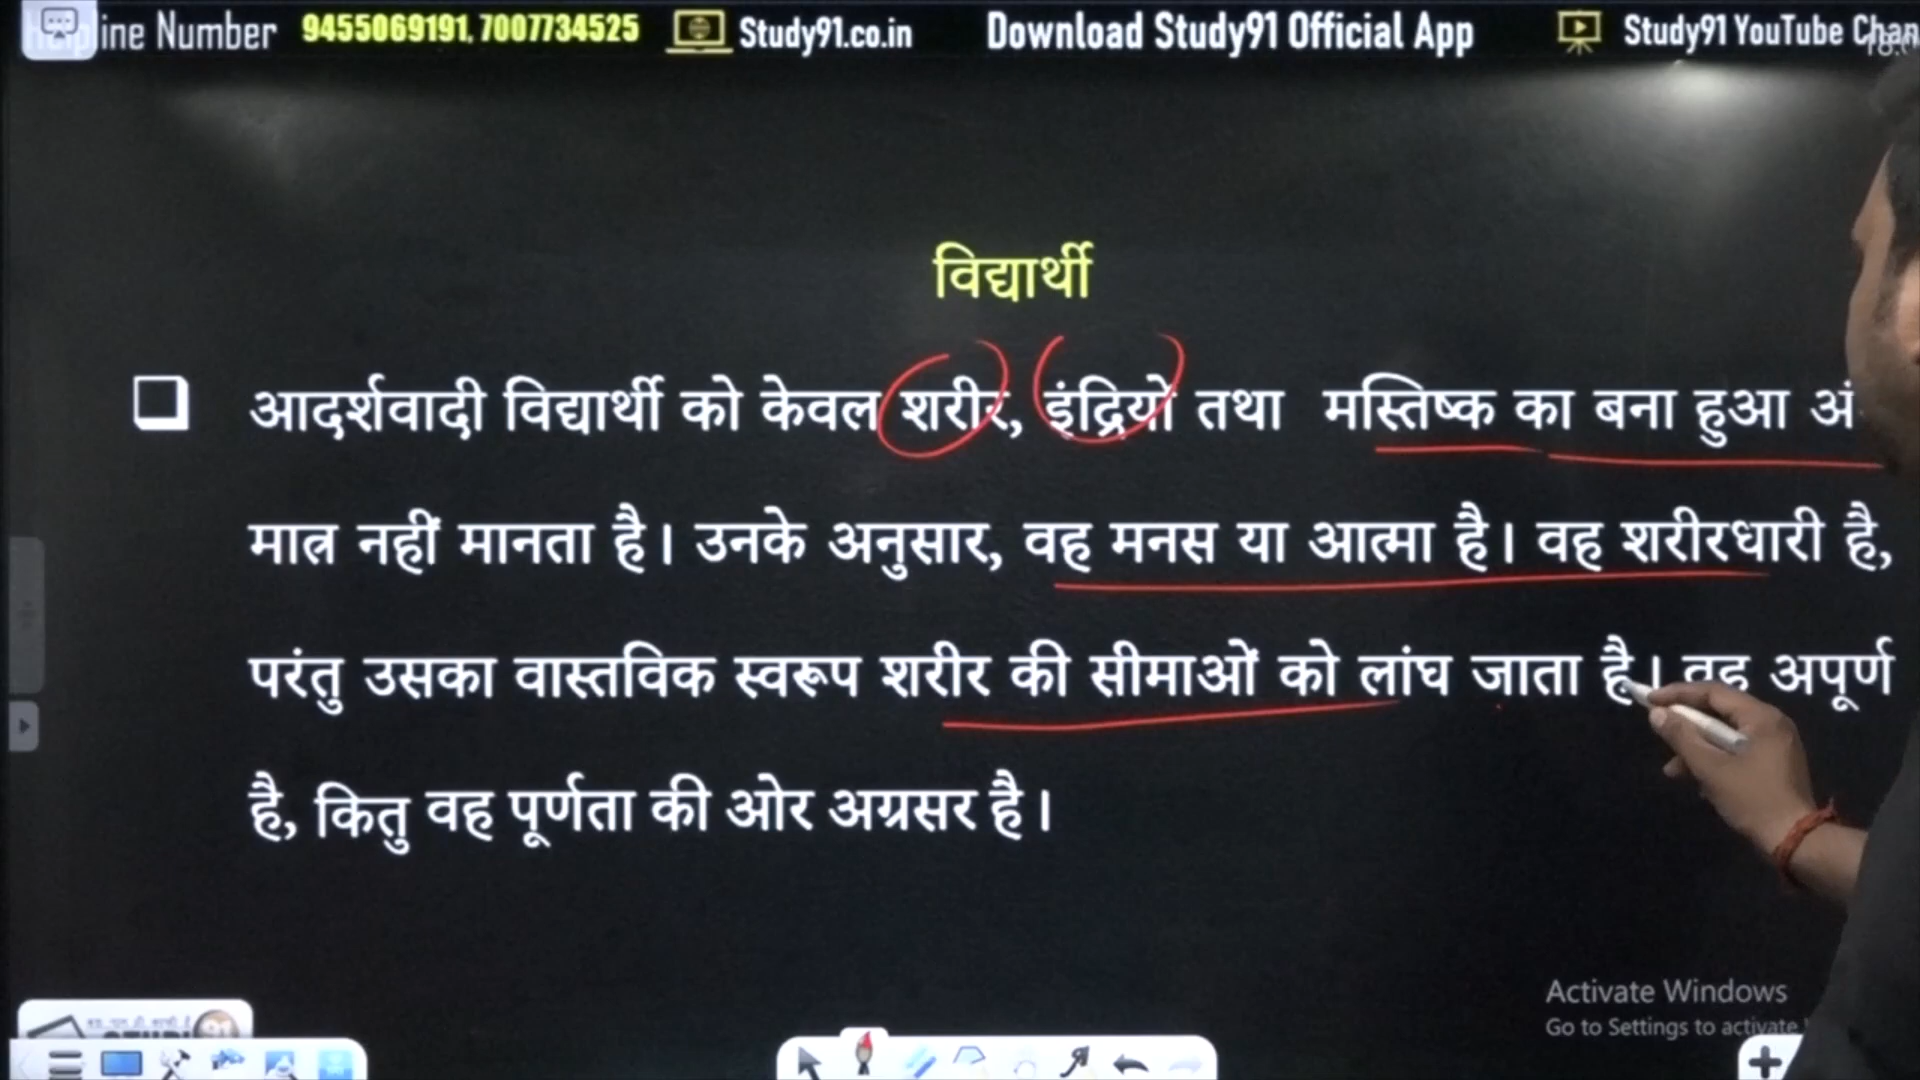 ine Number 9455069191, 7007734525 Study91.co.in Download Study91 Official App Study91 YouTube Chan
विद्यार्थी
आदर्शवादी विद्यार्थी को केवल शरीर, इंद्रियो तथा मस्तिष्क का बना हुआ
मात्र नहीं मानता है। उनके अनुसार, वह मनस या आत्मा है। वह शरीरधारी है,
परंतु उसका वास्तविक स्वरूप शरीर की सीमाओं को लांघ जाता है। वह अपूर्ण
है, किंतु वह पूर्णता की ओर अग्रसर है।
Activate Windows
Go to Settings to activate